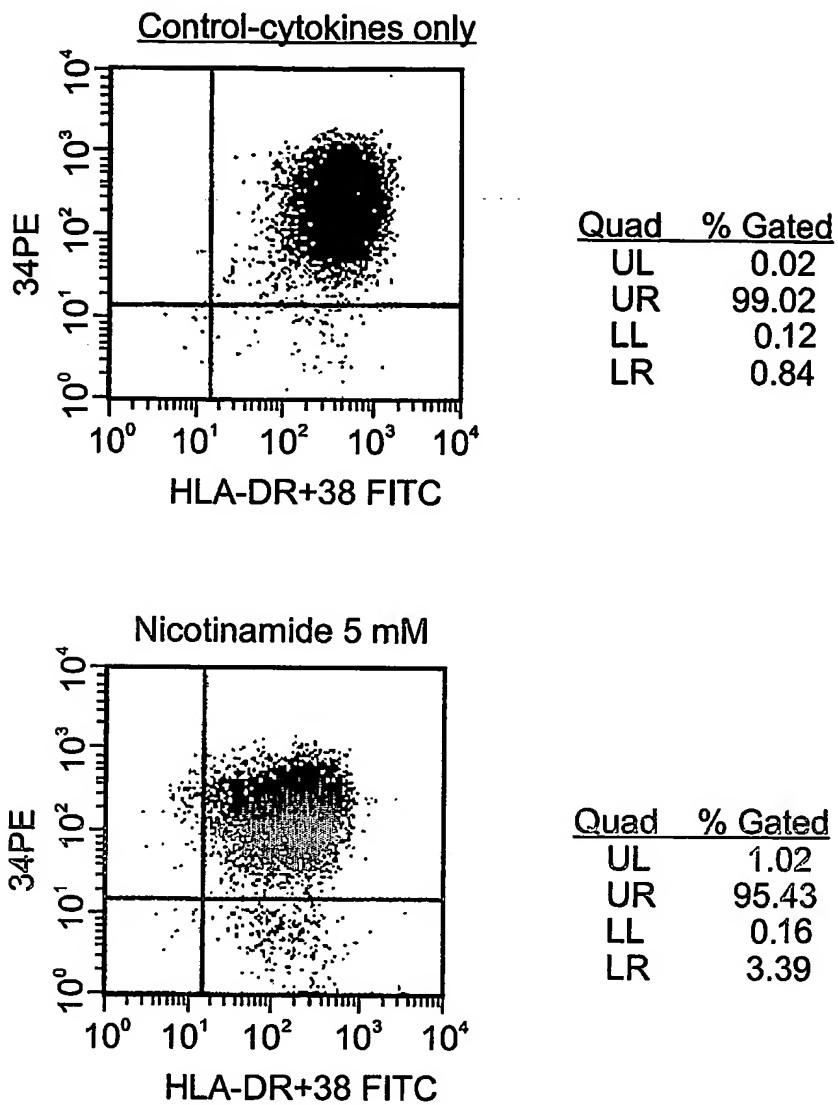 Control-cytokines only
10⁴
10³
10²
10¹
10⁰
34PE
10⁰ 10¹ 10² 10³ 10⁴
HLA-DR+38 FITC
Quad % Gated
UL 0.02
UR 99.02
LL 0.12
LR 0.84
Nicotinamide 5 mM
10⁴
10³
10²
10¹
10⁰
34PE
10⁰ 10¹ 10² 10³ 10⁴
HLA-DR+38 FITC
Quad % Gated
UL 1.02
UR 95.43
LL 0.16
LR 3.39